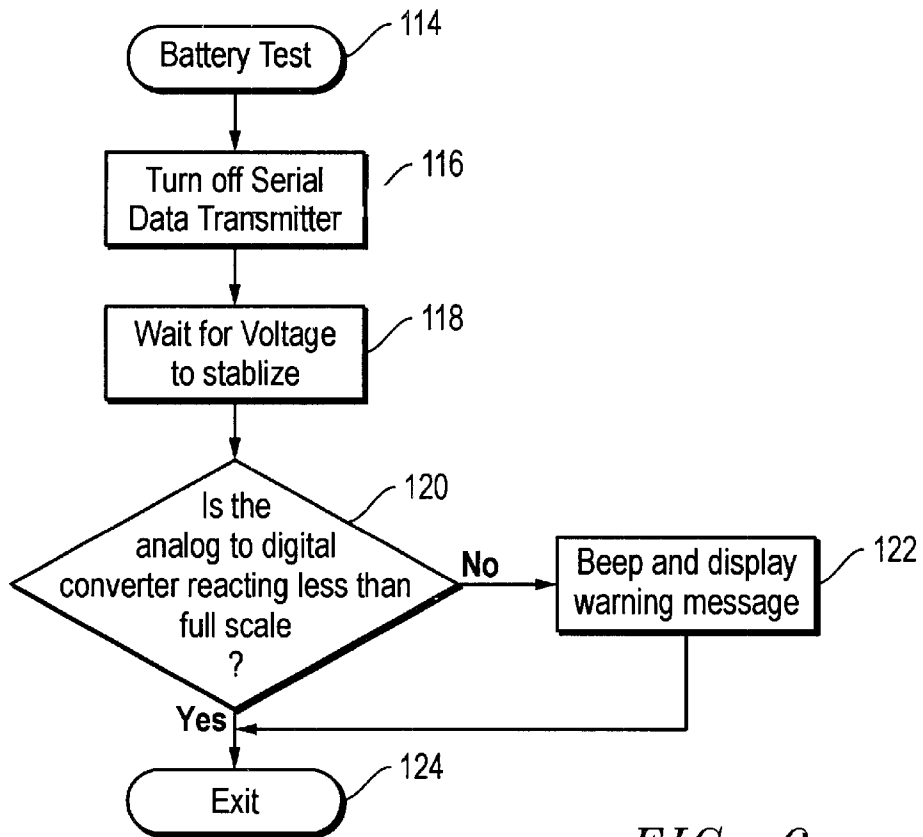 Battery Test
114
Turn off Serial
Data Transmitter
116
Wait for Voltage
to stablize
118
Is the
analog to digital
converter reacting less than
full scale
?
120
No
Beep and display
warning message
122
Yes
Exit
124